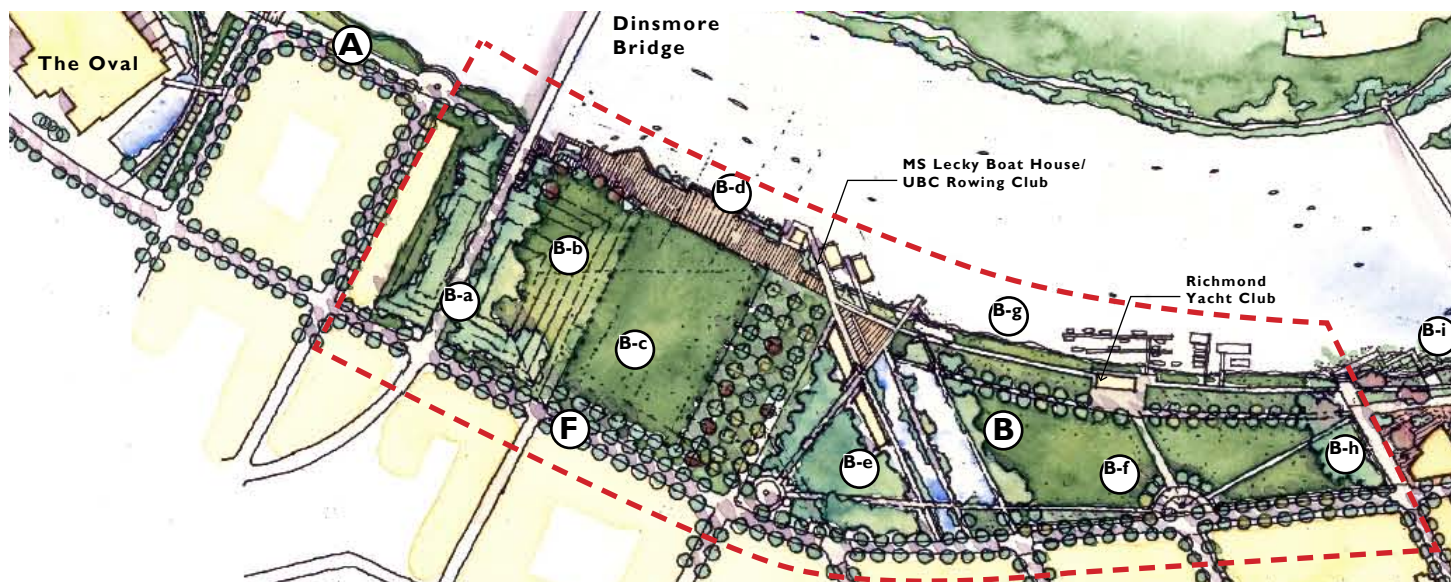 A
The Oval
Dinsmore
Bridge
MS Lecky Boat House/
UBC Rowing Club
B-d
B-b
B-a
B-c
Richmond
Yacht Club
B-g
B-i
F
B
B-e
B-f
B-h